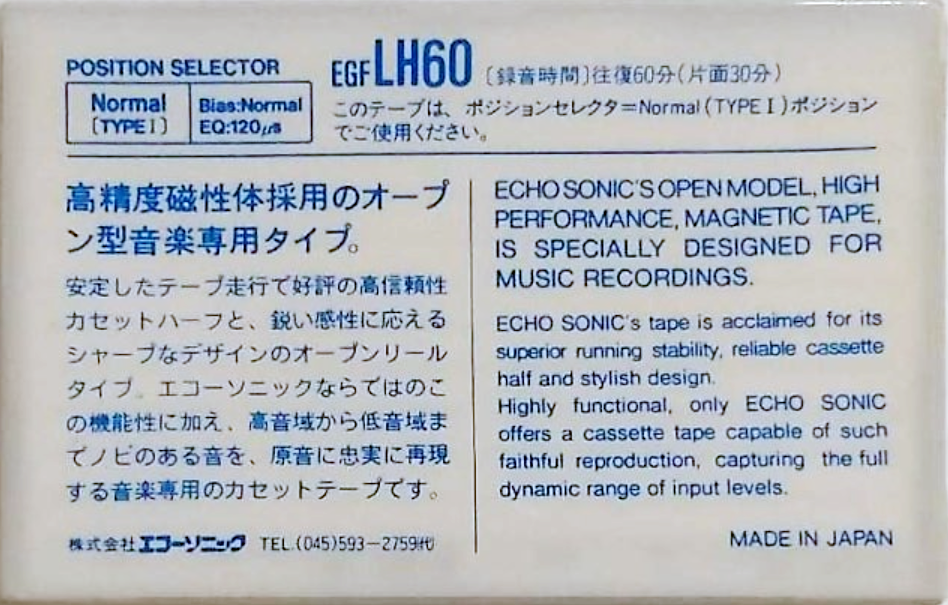 POSITION SELECTOR
Normal
(TYPE I)
Bias:Normal
EQ:120μs
EGF LH60 〔録音時間〕往復60分(片面30分)
このテープは、ポジションセレクタ=Normal(TYPE I)ポジション
でご使用ください。
高精度磁性体採用のオープ
ン型音楽専用タイプ。
安定したテープ走行で好評の高信頼性
カセットハーフと、鋭い感性に応える
シャープなデザインのオープンリール
タイプ。エコーソニックならではのこ
の機能性に加え、高音域から低音域ま
でノビのある音を、原音に忠実に再現
する音楽専用のカセットテープです。
株式会社エコーソニック TEL.(045)593-2759㈹
ECHO SONIC'S OPEN MODEL, HIGH
PERFORMANCE, MAGNETIC TAPE,
IS SPECIALLY DESIGNED FOR
MUSIC RECORDINGS.
ECHO SONIC's tape is acclaimed for its
superior running stability, reliable cassette
half and stylish design.
Highly functional, only ECHO SONIC
offers a cassette tape capable of such
faithful reproduction, capturing the full
dynamic range of input levels.
MADE IN JAPAN